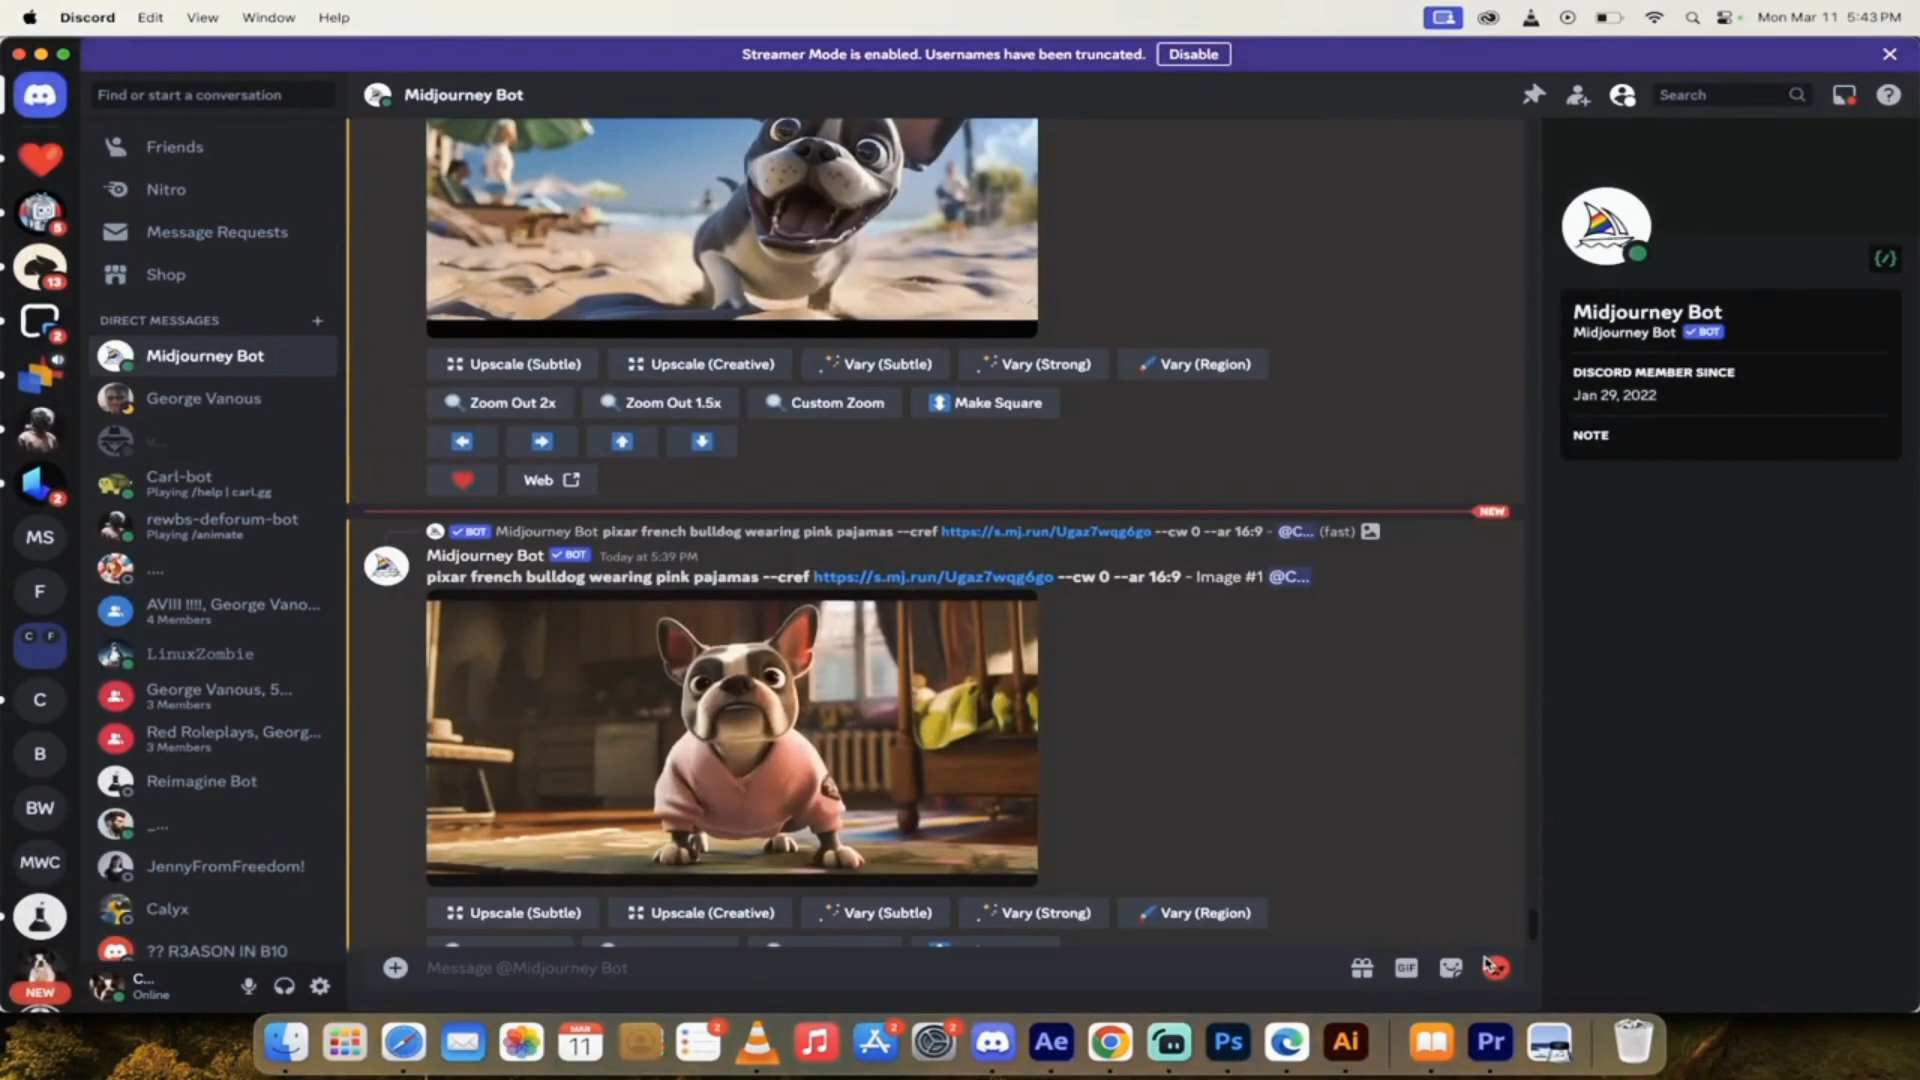 Discord Edit View Window Help Mon Mar 11 5:43 PM
Streamer Mode is enabled. Usernames have been truncated. Disable
Find or start a conversation
Midjourney Bot
Search
Friends
Nitro
Message Requests
Shop
DIRECT MESSAGES
Midjourney Bot
George Vanous
v...
Carl-bot
Playing /help | carl.gg
rewbs-deforum-bot
Playing /animate
....
AVIII !!!!, George Vano...
4 Members
LinuxZombie
George Vanous, 5...
3 Members
Red Roleplays, Georg...
3 Members
Reimagine Bot
_...
JennyFromFreedom!
Calyx
?? R3ASON IN B10
C...
Online
5
13
2
2
MS
F
C F
C
B
BW
MWC
NEW
Upscale (Subtle) Upscale (Creative) Vary (Subtle) Vary (Strong) Vary (Region)
Zoom Out 2x Zoom Out 1.5x Custom Zoom Make Square
Web
NEW
BOT Midjourney Bot pixar french bulldog wearing pink pajamas --cref https://s.mj.run/Ugaz7wqg6go --cw 0 --ar 16:9 - @C... (fast)
Midjourney Bot BOT Today at 5:39 PM
pixar french bulldog wearing pink pajamas --cref https://s.mj.run/Ugaz7wqg6go --cw 0 --ar 16:9 - Image #1 @C...
Upscale (Subtle) Upscale (Creative) Vary (Subtle) Vary (Strong) Vary (Region)
Message @Midjourney Bot
GIF
Midjourney Bot
Midjourney Bot BOT
DISCORD MEMBER SINCE
Jan 29, 2022
NOTE
MAR
11
2
2
2
Ae
Ps
Ai
Pr